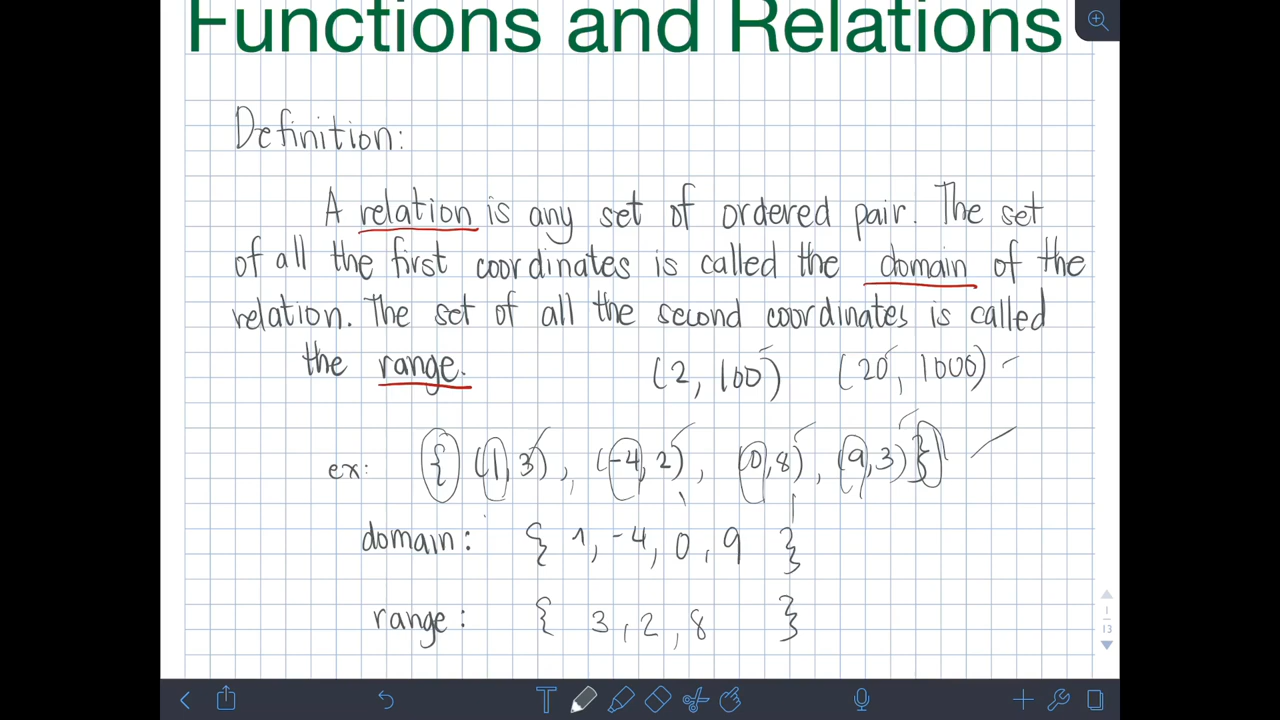 Functions and Relations
Definition:
A relation is any set of ordered pair. The set
of all the first coordinates is called the domain of the
relation. The set of all the second coordinates is called
the range.
(2, 100) (20, 1000)
ex: { (1,3), (-4,2), (0,8), (9,3) }
domain: { 1, -4, 0, 9 }
range: { 3, 2, 8 }
1
13
T